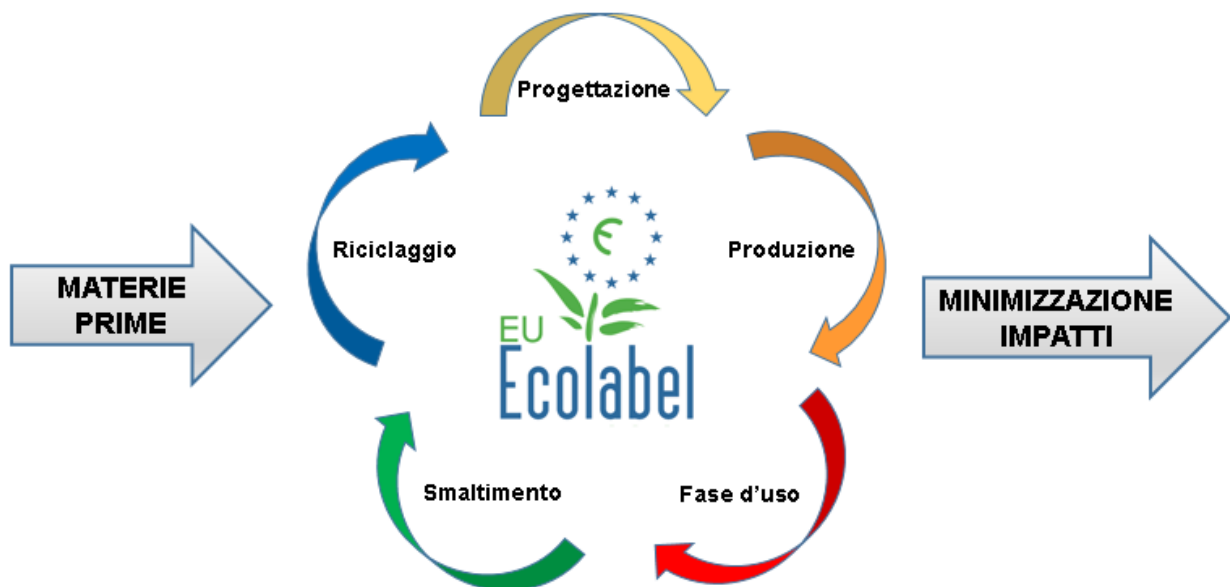 Progettazione
Riciclaggio
Produzione
MATERIE
PRIME
MINIMIZZAZIONE
IMPATTI
EU
Ecolabel
Smaltimento
Fase d'uso